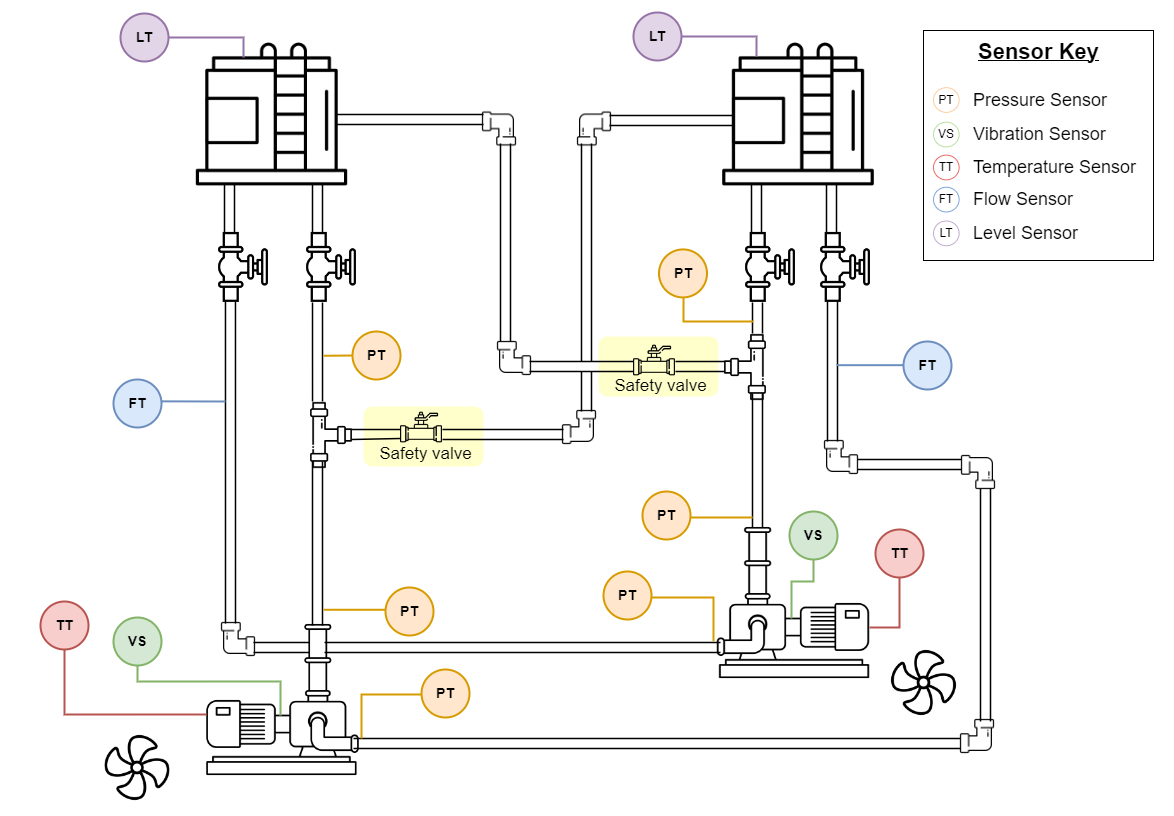 LT
LT
Sensor Key
PT Pressure Sensor
VS Vibration Sensor
TT Temperature Sensor
FT Flow Sensor
LT Level Sensor
PT
PT
FT
FT
Safety valve
Safety valve
PT
VS
TT
PT
PT
TT
VS
PT